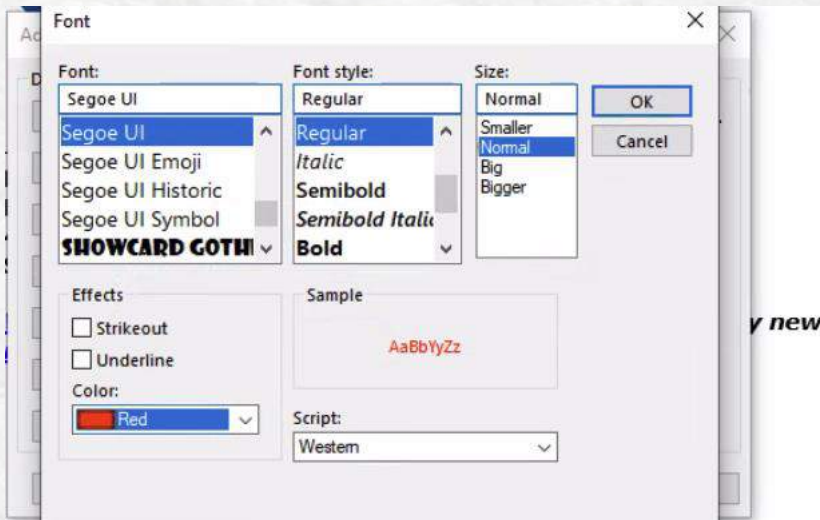 Font
Ad
D
Font:
Font style:
Size:
Segoe UI
Regular
Normal
OK
Cancel
Segoe UI
Segoe UI Emoji
Segoe UI Historic
Segoe UI Symbol
SHOWCARD GOTHI
Regular
Italic
Semibold
Semibold Italic
Bold
Smaller
Normal
Big
Bigger
Effects
Strikeout
Underline
Color:
Red
Sample
AaBbYyZz
Script:
Western
y new